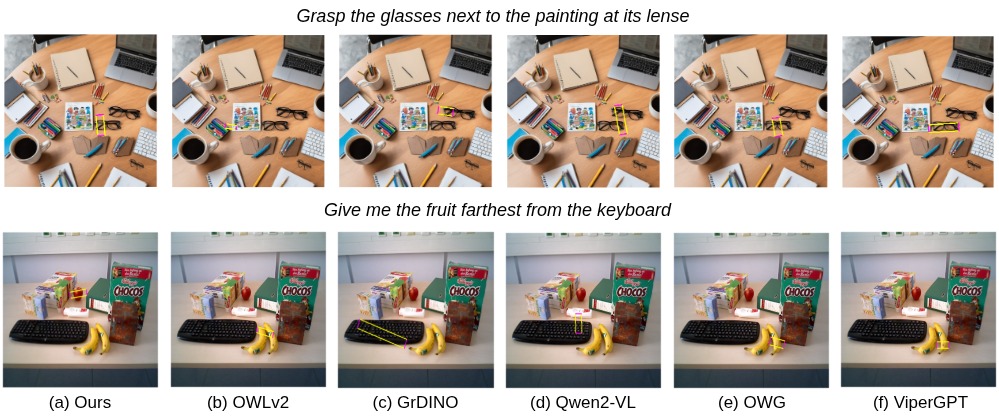 Grasp the glasses next to the painting at its lense
Give me the fruit farthest from the keyboard
CHOCOS
CHOCOS
CHOCOS
CHOCOS
CHOCOS
CHOCOS
(a) Ours
(b) OWLv2
(c) GrDINO
(d) Qwen2-VL
(e) OWG
(f) ViperGPT